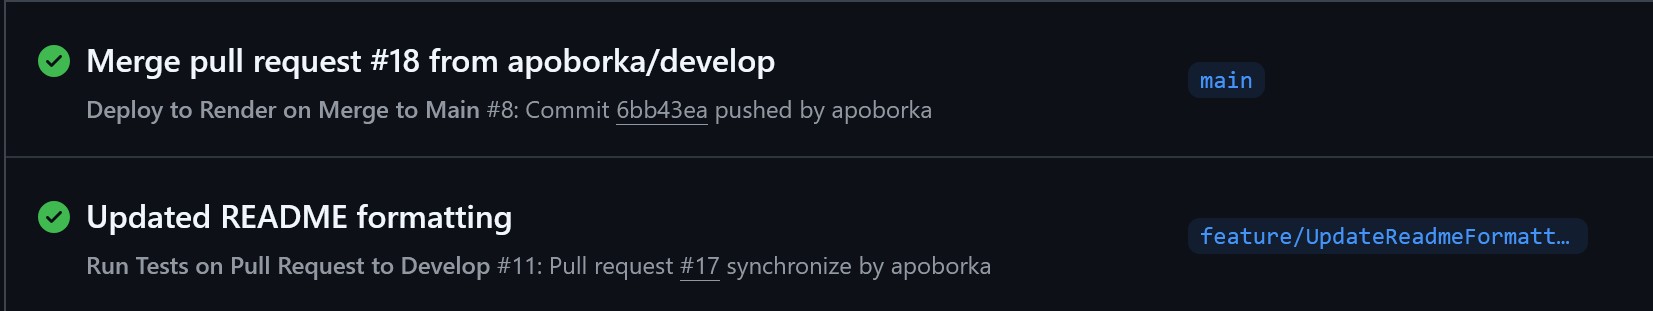 Merge pull request #18 from apoborka/develop
main
Deploy to Render on Merge to Main #8: Commit 6bb43ea pushed by apoborka
Updated README formatting
feature/UpdateReadmeFormatt…
Run Tests on Pull Request to Develop #11: Pull request #17 synchronize by apoborka